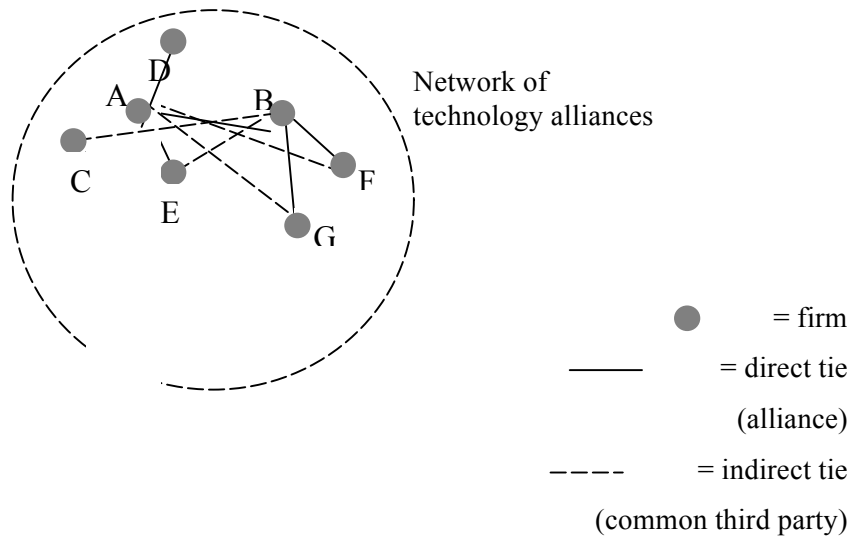 D
A
B
Network of
technology alliances
C
F
E
G
= firm
= direct tie
(alliance)
= indirect tie
(common third party)